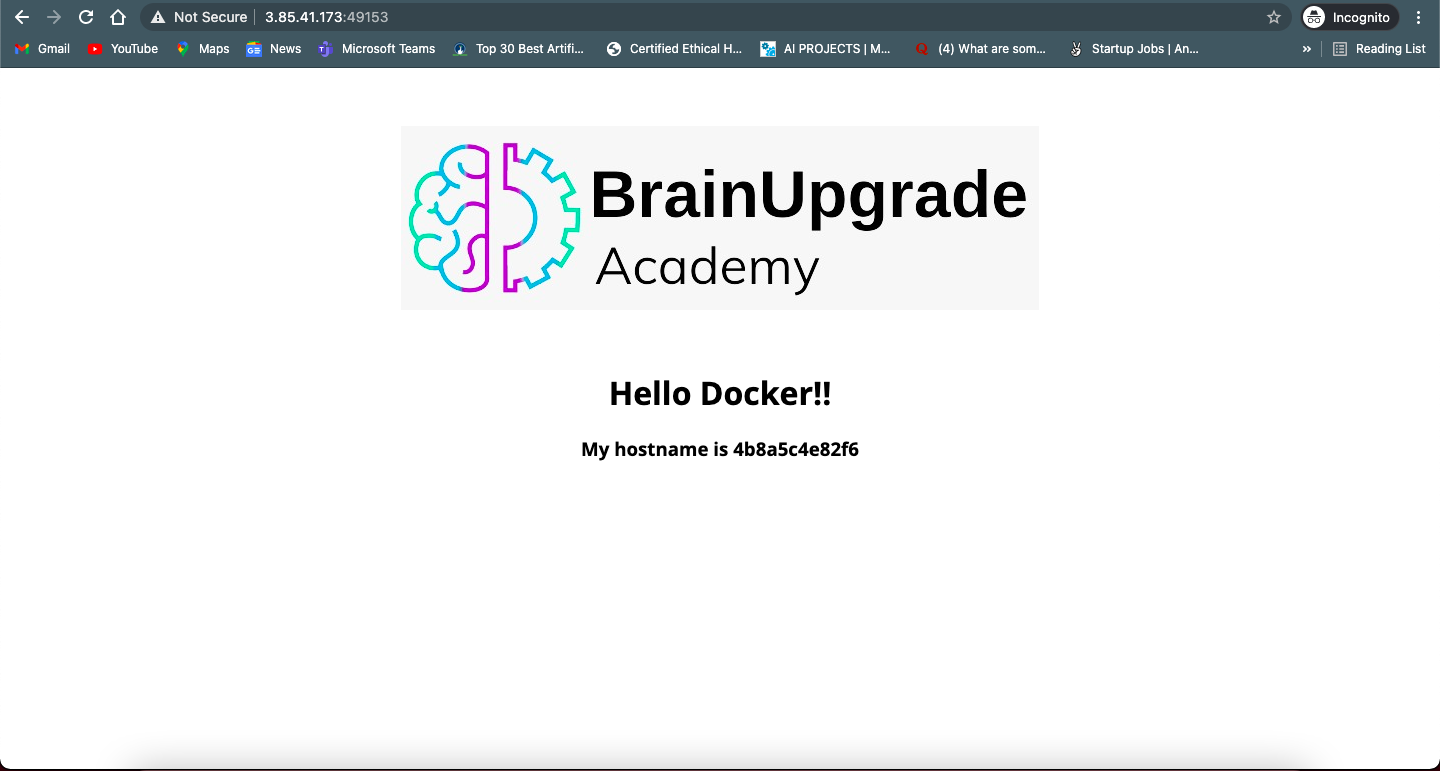 Not Secure 3.85.41.173:49153 Incognito
Gmail YouTube Maps News Microsoft Teams Top 30 Best Artifi... Certified Ethical H... AI PROJECTS | M... (4) What are som... Startup Jobs | An... » Reading List
BrainUpgrade
Academy
Hello Docker!!
My hostname is 4b8a5c4e82f6